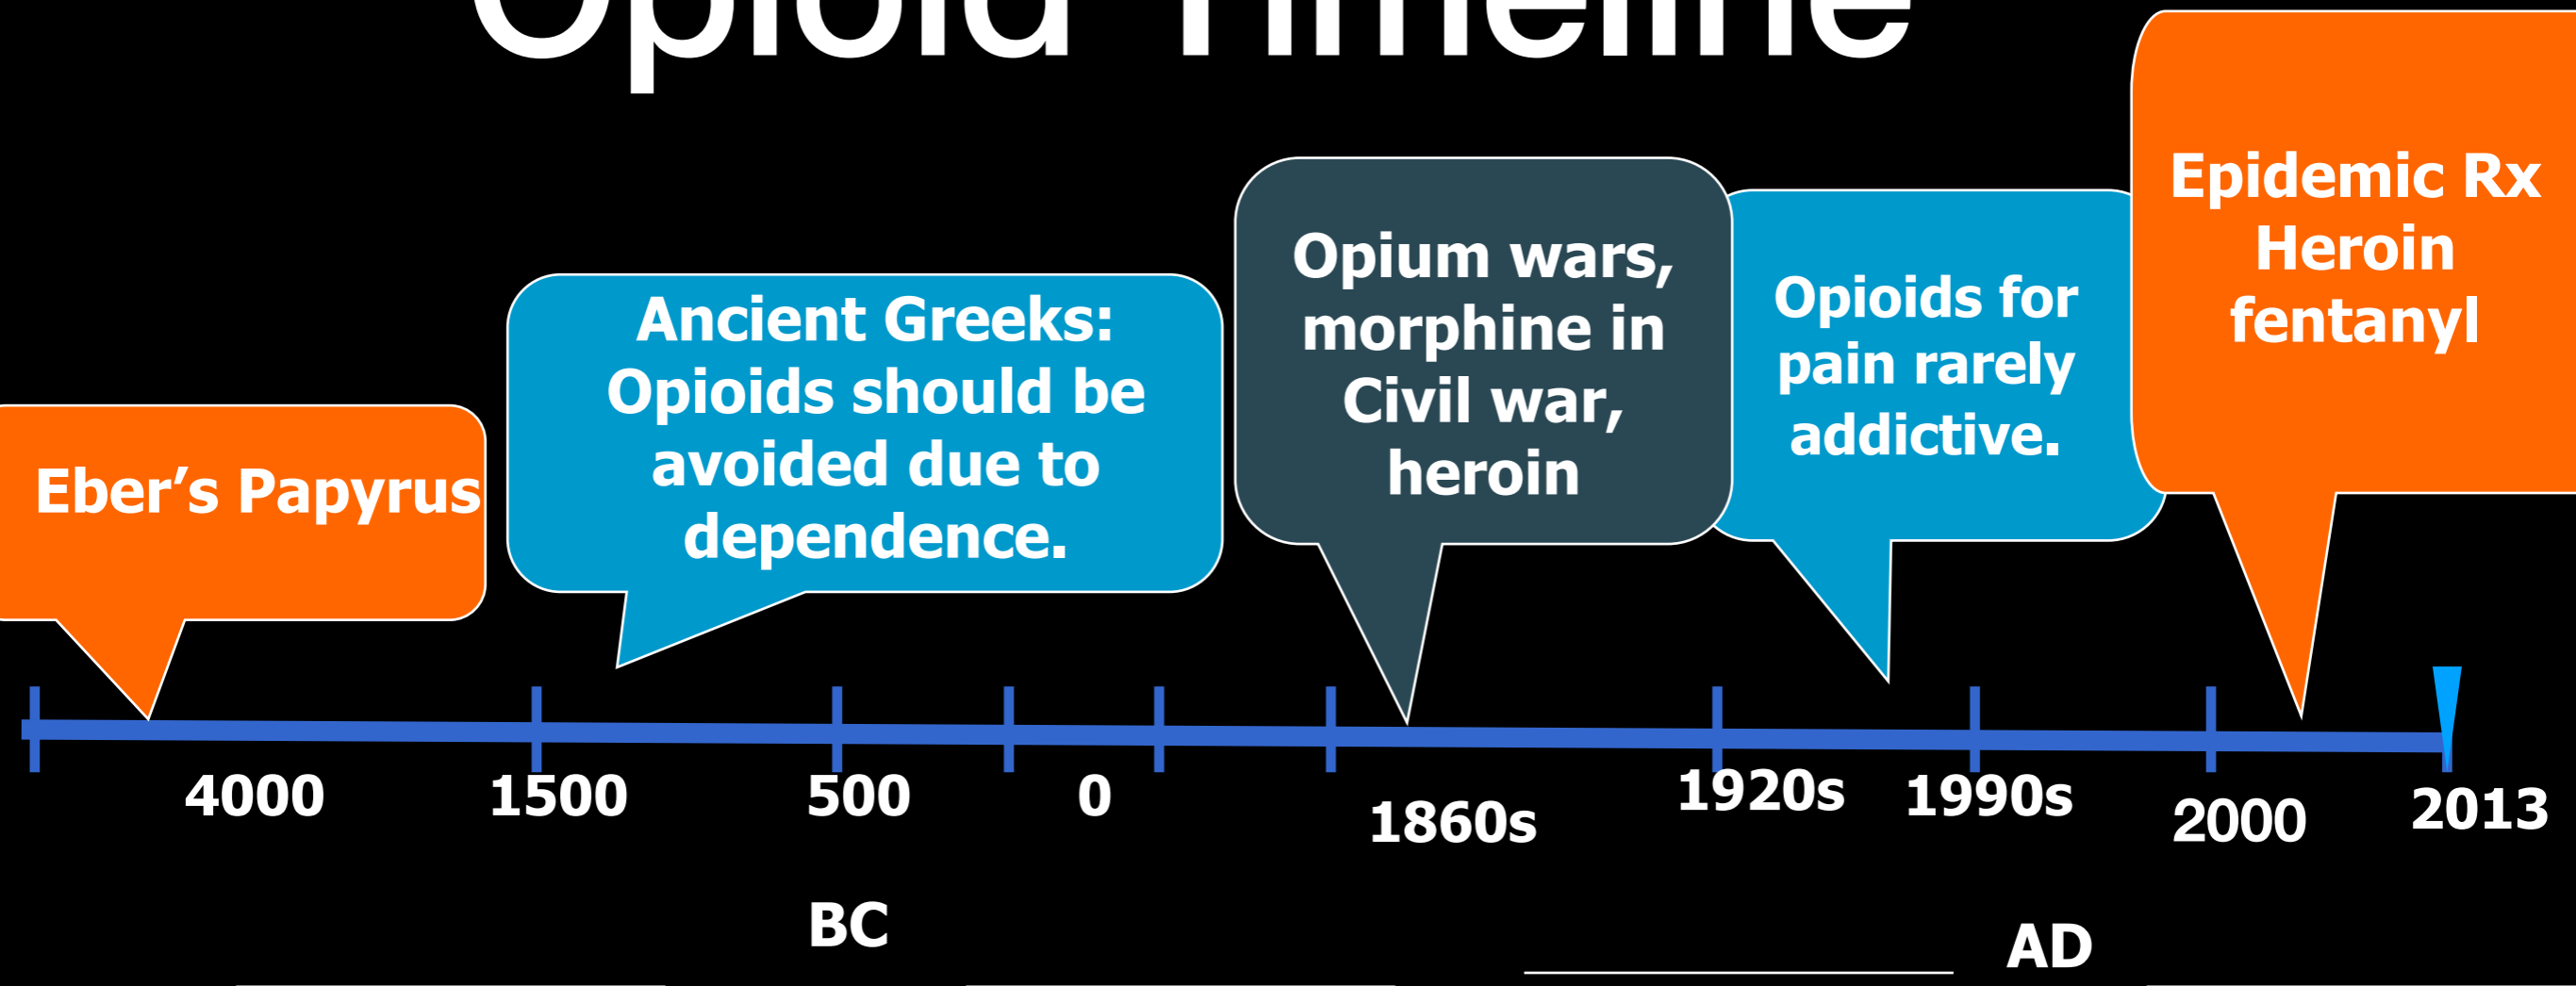 Opioid Timeline
Epidemic Rx
Heroin
fentanyl
Opium wars,
morphine in
Civil war,
heroin
Opioids for
pain rarely
addictive.
Ancient Greeks:
Opioids should be
avoided due to
dependence.
Eber’s Papyrus
4000 1500 500 0 1860s 1920s 1990s 2000 2013
BC AD